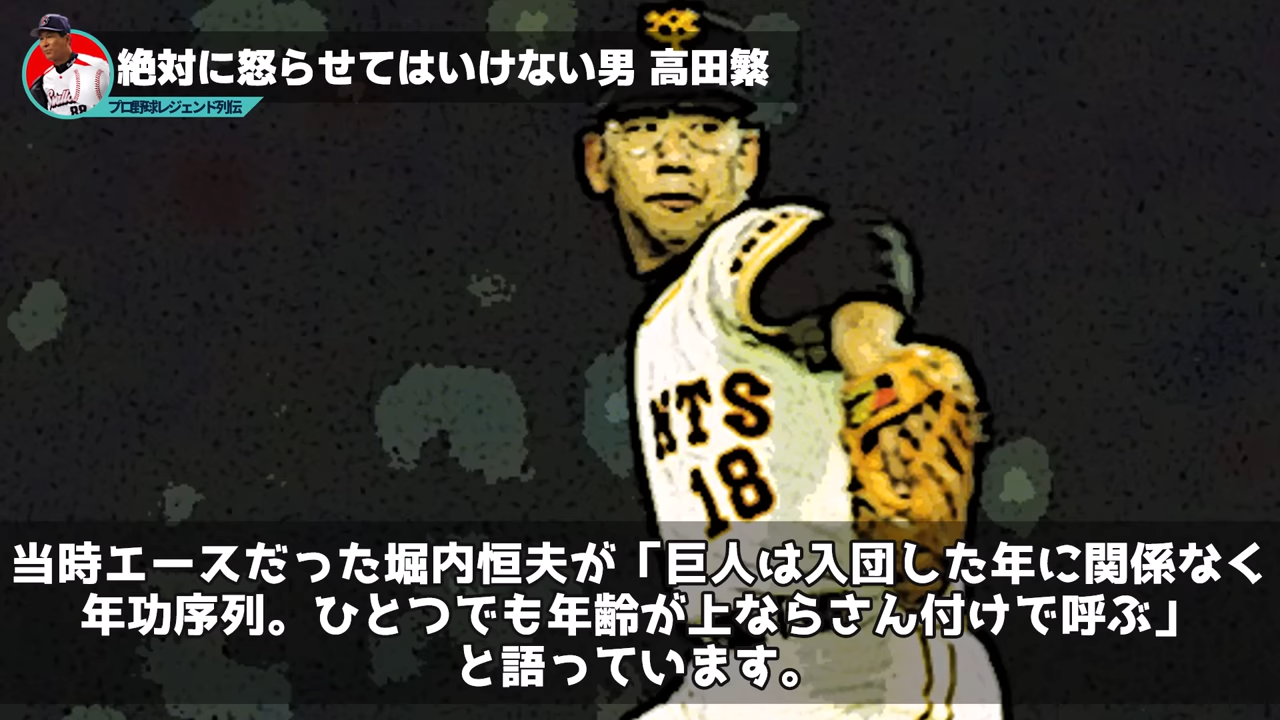 絶対に怒らせてはいけない男 高田繁
プロ野球レジェンド列伝
NTS
18
当時エースだった堀内恒夫が「巨人は入団した年に関係なく
年功序列。ひとつでも年齢が上ならさん付けで呼ぶ」
と語っています。